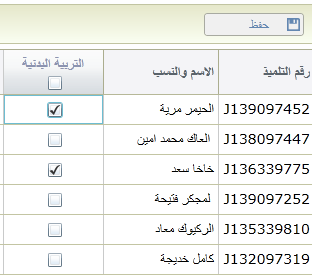 حفظ
رقم التلميذ الاسم والنسب التربية البدنية
J139097452 الحيمر مرية
J138097447 العاك محمد امين
J136339775 خاخا سعد
J139097252 لمجكر فتيحة
J135339810 الركيوك معاد
J132097319 كامل خديجة